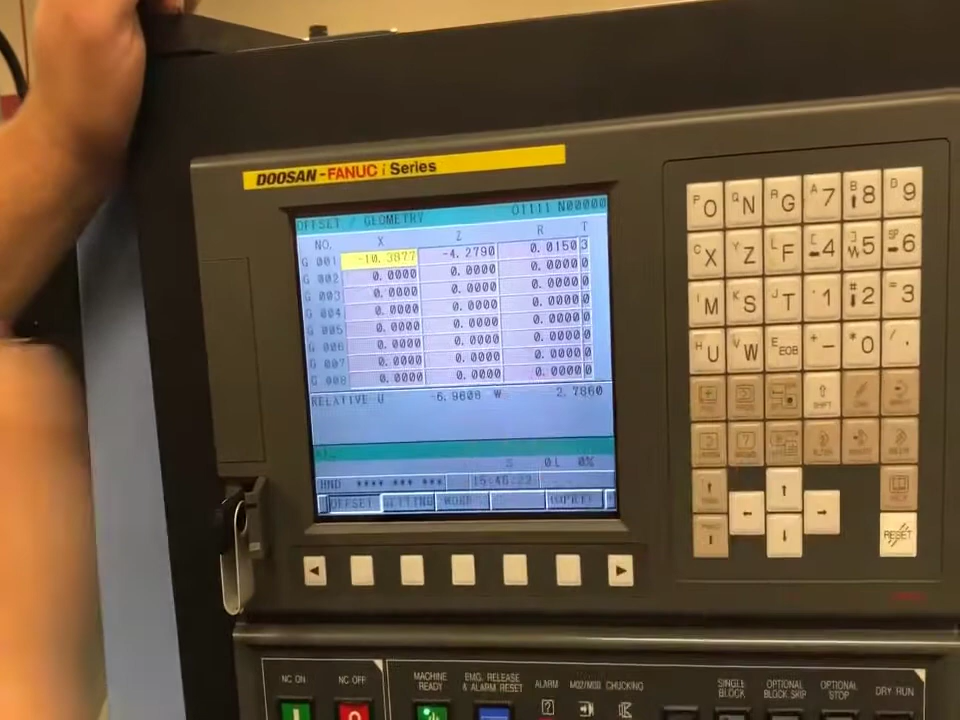 DOOSAN-FANUC i Series
OFFSET / GEOMETRY O1111 N00000
NO. X Z R T
G 001 -10.3877 -4.2790 0.0150 3
G 002 0.0000 0.0000 0.0000 0
G 003 0.0000 0.0000 0.0000 0
G 004 0.0000 0.0000 0.0000 0
G 005 0.0000 0.0000 0.0000 0
G 006 0.0000 0.0000 0.0000 0
G 007 0.0000 0.0000 0.0000 0
G 008 0.0000 0.0000 0.0000 0
RELATIVE U W 2.7860
S 0L 0%
HND **** *** ***
OFFSET SETTING WORK
P O Q N R G A 7 B 8 D 9
C X Y Z L F [ 4 ] W 5 SP 6
I M K S J T , 1 # 2 = 3
H U V W E EOB + - * 0 / .
SHIFT
RESET
NC ON NC OFF MACHINE READY EMG. RELEASE & ALARM RESET ALARM M02/M30 CHUCKING SINGLE BLOCK OPTIONAL BLOCK SKIP OPTIONAL STOP DRY RUN